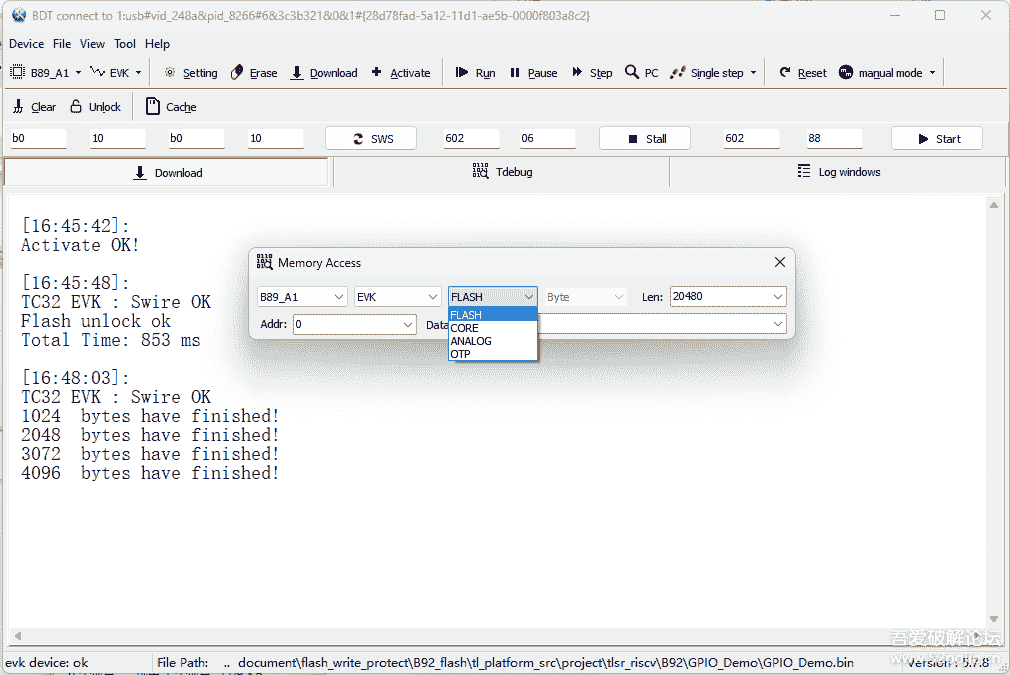 BDT connect to 1:usb#vid_248a&pid_8266#6&3c3b321&0&1#{28d78fad-5a12-11d1-ae5b-0000f803a8c2}
Device File View Tool Help
B89_A1 EVK Setting Erase Download Activate Run Pause Step PC Single step Reset manual mode
Clear Unlock Cache
b0 10 b0 10 SWS 602 06 Stall 602 88 Start
Download Tdebug Log windows
[16:45:42]:
Activate OK!
[16:45:48]:
TC32 EVK : Swire OK
Flash unlock ok
Total Time: 853 ms
[16:48:03]:
TC32 EVK : Swire OK
1024 bytes have finished!
2048 bytes have finished!
3072 bytes have finished!
4096 bytes have finished!
Memory Access
B89_A1 EVK FLASH Byte Len: 20480
Addr: 0 Data
FLASH
CORE
ANALOG
OTP
吾爱破解论坛
evk device: ok File Path: .. document\flash_write_protect\B92_flash\tl_platform_src\project\tlsr_riscv\B92\GPIO_Demo\GPIO_Demo.bin Version : 5.7.8